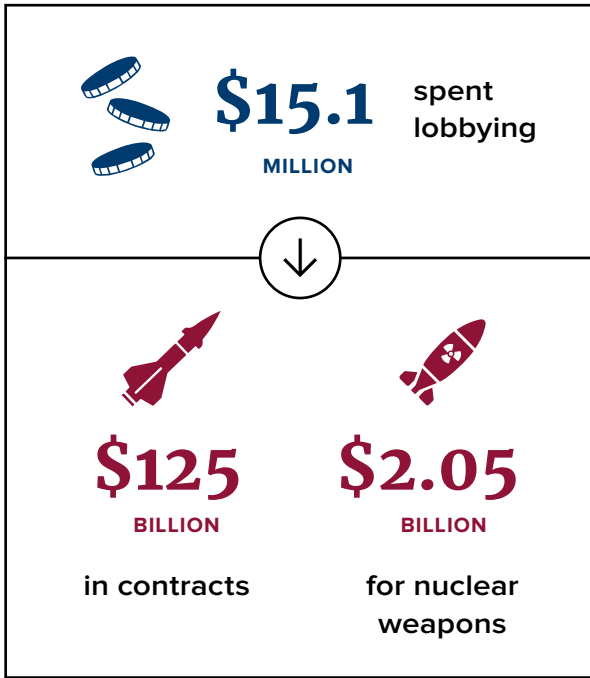 $15.1
MILLION
spent
lobbying
$125
BILLION
in contracts
$2.05
BILLION
for nuclear
weapons